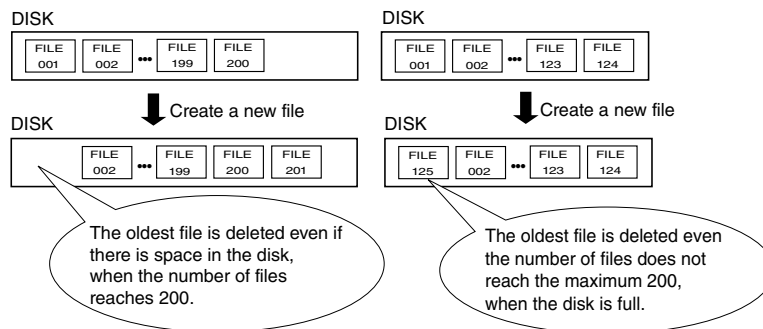 DISK
FILE 001 FILE 002 ••• FILE 199 FILE 200
Create a new file
DISK
FILE 002 ••• FILE 199 FILE 200 FILE 201
The oldest file is deleted even if
there is space in the disk,
when the number of files
reaches 200.
DISK
FILE 001 FILE 002 ••• FILE 123 FILE 124
Create a new file
DISK
FILE 125 FILE 002 ••• FILE 123 FILE 124
The oldest file is deleted even
the number of files does not
reach the maximum 200,
when the disk is full.